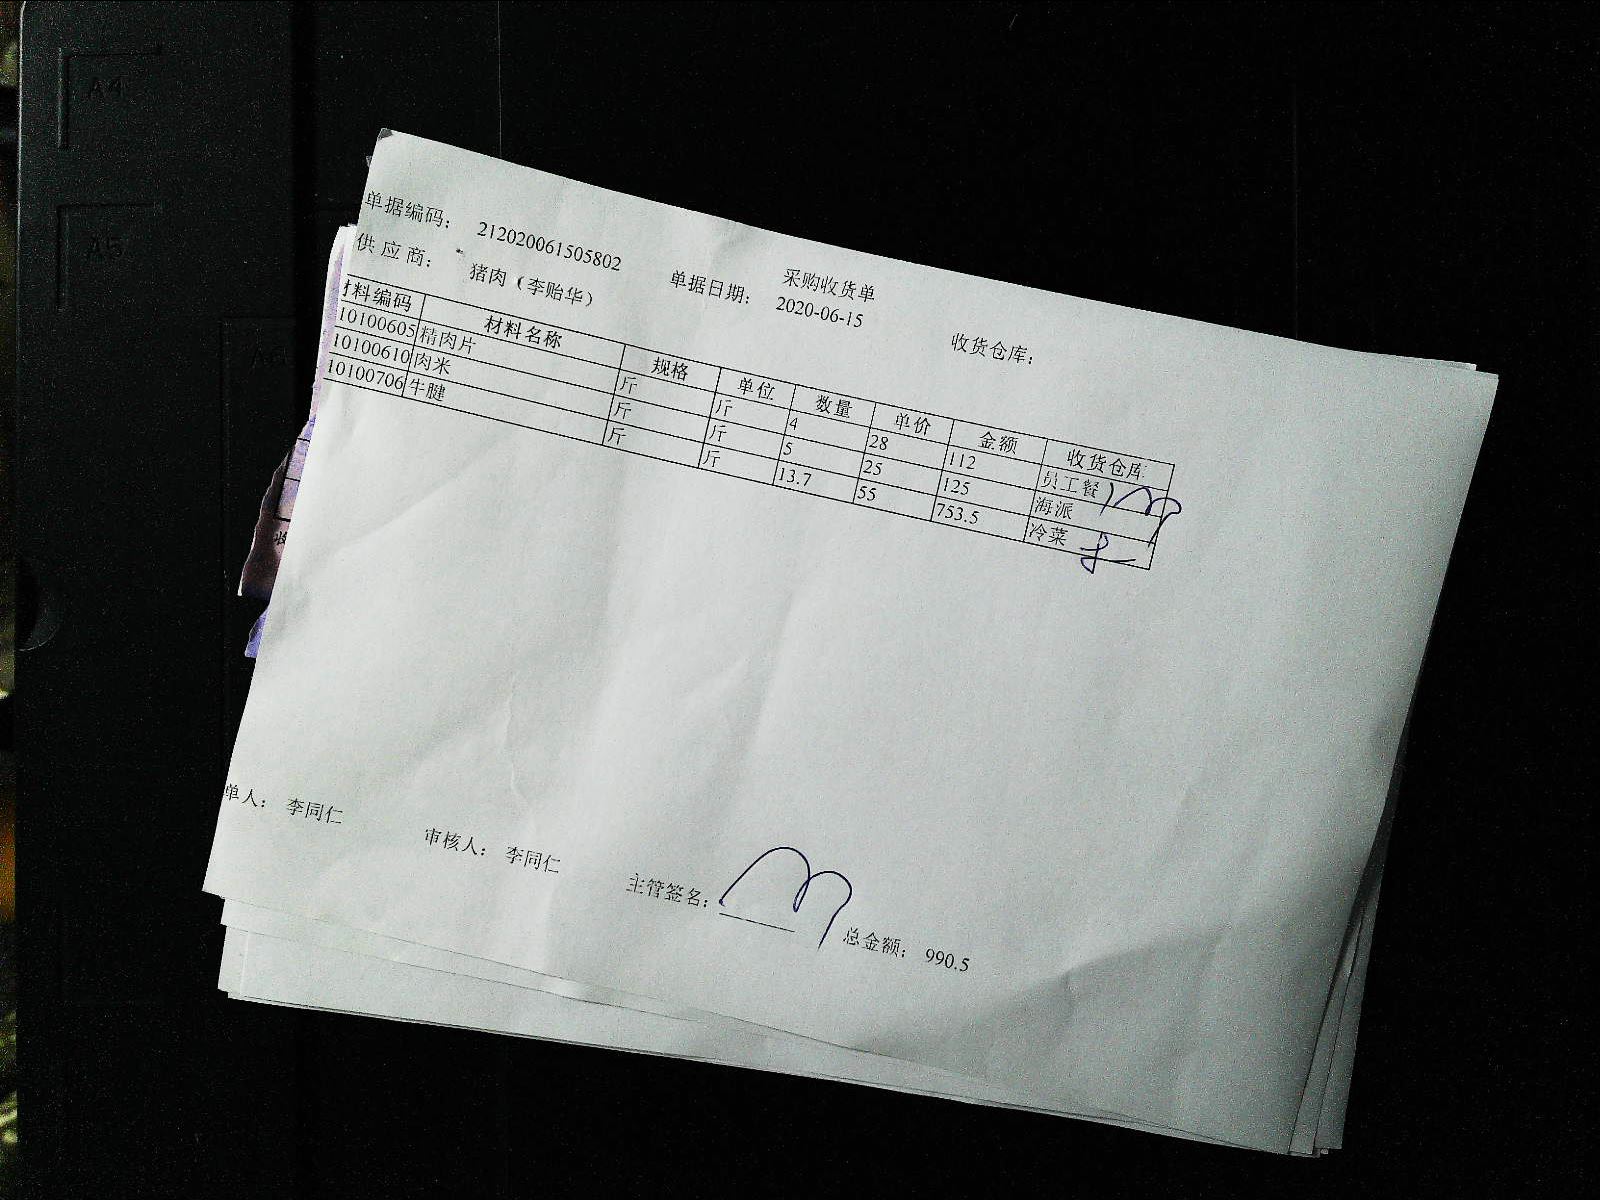 采购收货单
单据编码: 212020061505802 单据日期: 2020-06-15 收货仓库:
供应商: 猪肉（李贻华）
材料编码 材料名称 规格 单位 数量 单价 金额 收货仓库
10100605 精肉片 斤 斤 4 28 112 员工餐
10100610 肉米 斤 斤 5 25 125 海派
10100706 牛腱 斤 斤 13.7 55 753.5 冷菜
单人: 李同仁 审核人: 李同仁 主管签名: 总金额: 990.5
A4
A5